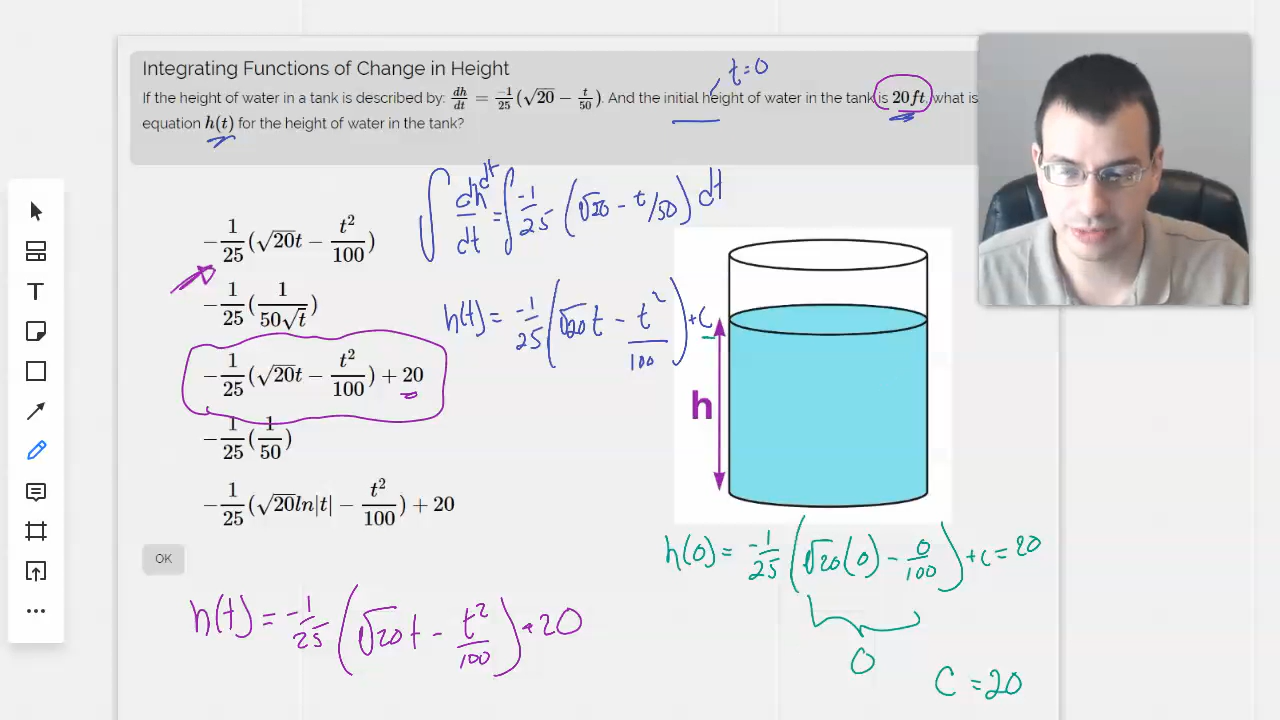 Integrating Functions of Change in Height
t=0
If the height of water in a tank is described by: dh/dt = -1/25(√20 − t/50). And the initial height of water in the tank is 20ft, what is
equation h(t) for the height of water in the tank?
∫ dh/dt dt = ∫ -1/25 (√20 - t/50) dt
−1/25(√20t − t²/100)
−1/25(1/50√t)
h(t) = -1/25 (√20 t - t²/100) + C
−1/25(√20t − t²/100) + 20
h
−1/25(1/50)
−1/25(√20ln|t| − t²/100) + 20
h(0) = -1/25 (√20(0) - 0/100) + C = 20
OK
h(t) = -1/25 (√20 t - t²/100) + 20
0
C = 20
T